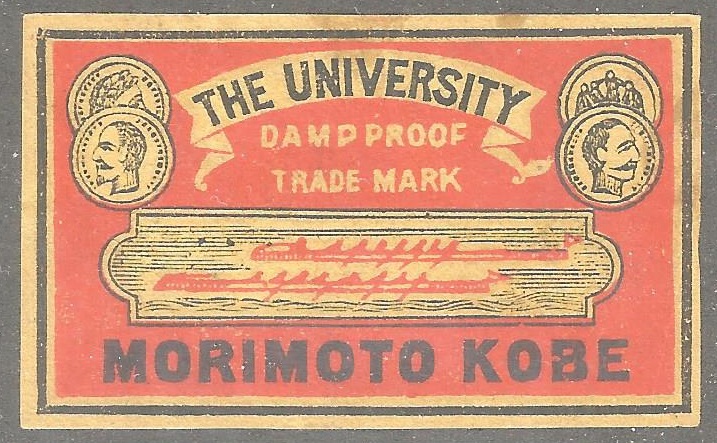 THE UNIVERSITY
DAMP PROOF
TRADE MARK
MORIMOTO KOBE